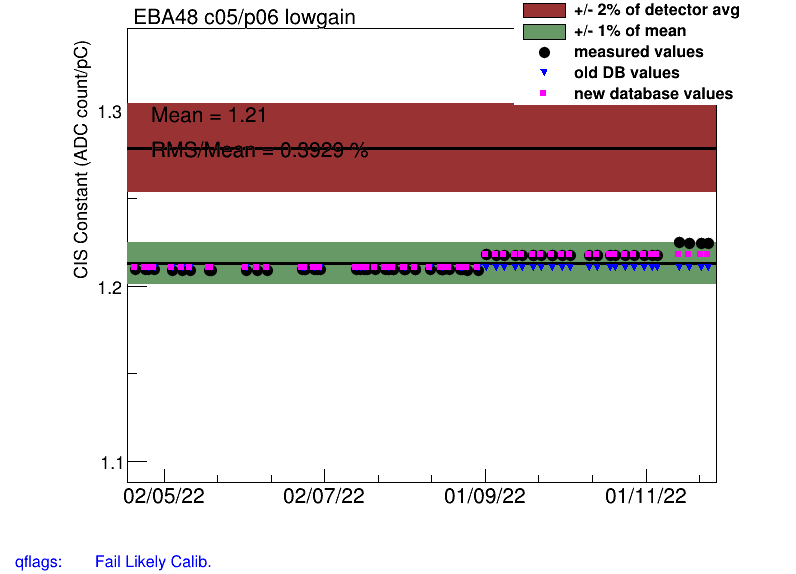 EBA48 c05/p06 lowgain
+/- 2% of detector avg
+/- 1% of mean
measured values
old DB values
new database values
CIS Constant (ADC count/pC)
1.3
Mean = 1.21
RMS/Mean = 0.3929 %
1.2
1.1
02/05/22
02/07/22
01/09/22
01/11/22
qflags: Fail Likely Calib.